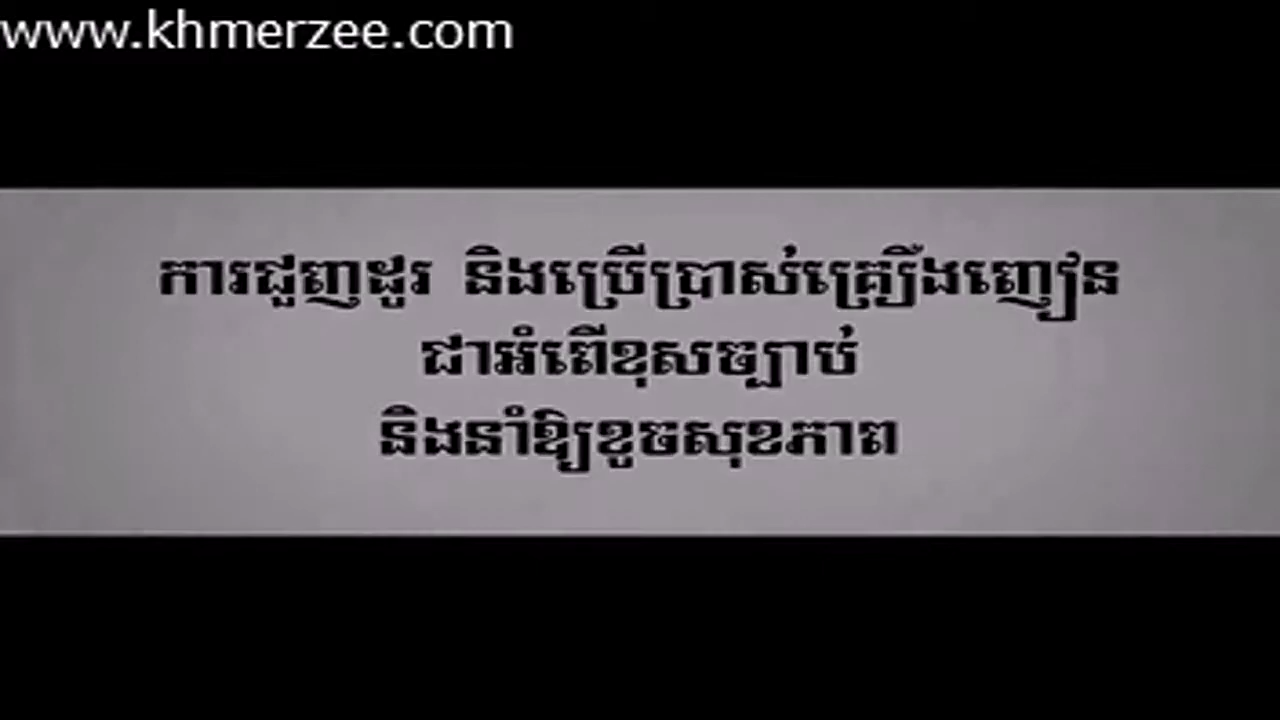 www.khmerzee.com
ការជួញដូរ និងប្រើប្រាស់គ្រឿងញៀន
ជាអំពើខុសច្បាប់
និងនាំឱ្យខូចសុខភាព